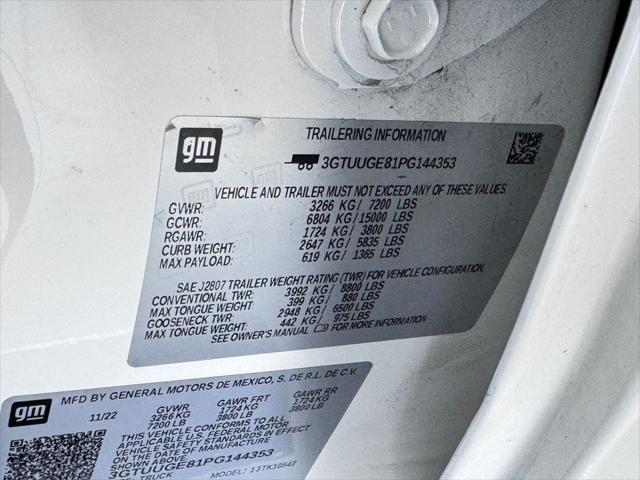 gm
TRAILERING INFORMATION
3GTUUGE81PG144353
VEHICLE AND TRAILER MUST NOT EXCEED ANY OF THESE VALUES
GVWR: 3266 KG / 7200 LBS
GCWR: 6804 KG / 15000 LBS
RGAWR: 1724 KG / 3800 LBS
CURB WEIGHT: 2647 KG / 5835 LBS
MAX PAYLOAD: 619 KG / 1365 LBS
SAE J2807 TRAILER WEIGHT RATING (TWR) FOR VEHICLE CONFIGURATION.
CONVENTIONAL TWR: 3992 KG / 8800 LBS
MAX TONGUE WEIGHT: 399 KG / 880 LBS
GOOSENECK TWR: 2948 KG / 6500 LBS
MAX TONGUE WEIGHT: 442 KG / 975 LBS
SEE OWNER'S MANUAL FOR MORE INFORMATION
gm
MFD BY GENERAL MOTORS DE MEXICO, S. DE R.L. DE C.V.
11/22 GVWR GAWR FRT GAWR RR
3266KG 1724 KG 1724 KG
7200 LB 3800 LB 3800 LB
THIS VEHICLE CONFORMS TO ALL
APPLICABLE U.S. FEDERAL MOTOR
VEHICLE SAFETY STANDARDS IN EFFECT
ON THE DATE OF MANUFACTURE
SHOWN ABOVE.
3GTUUGE81PG144353
TRUCK MODEL: 13TK10543